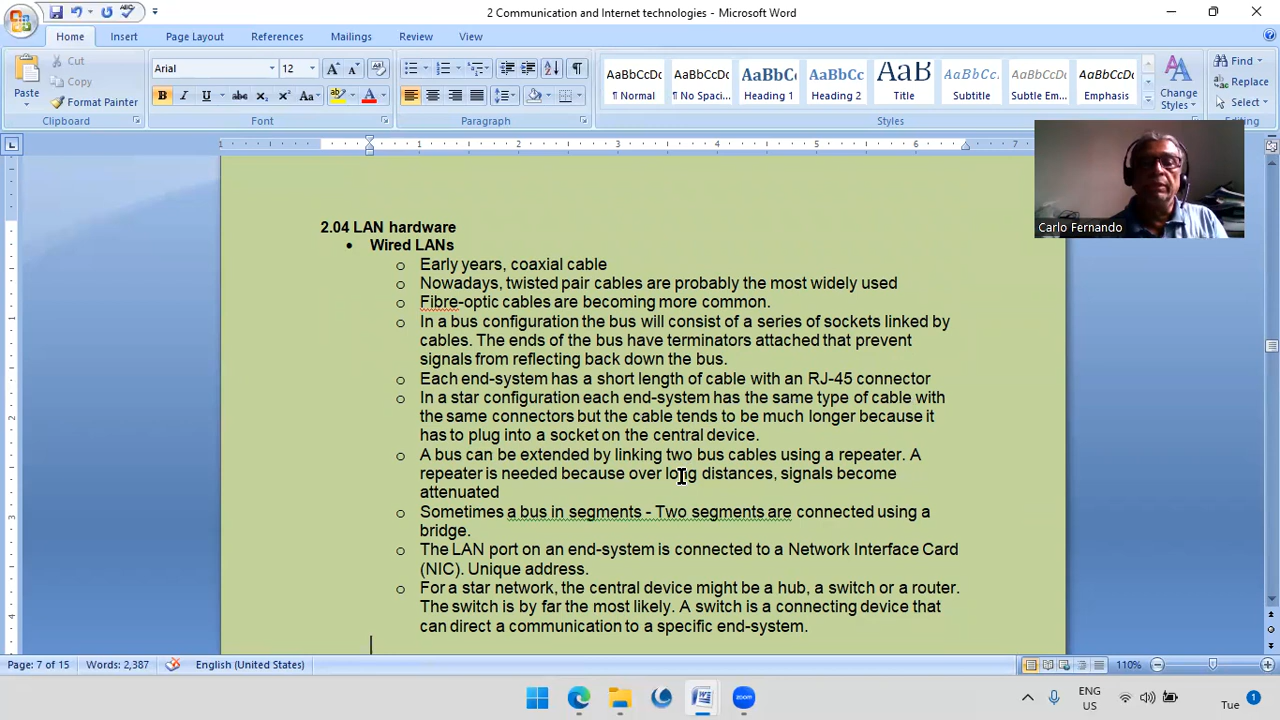 2 Communication and Internet technologies - Microsoft Word
Home Insert Page Layout References Mailings Review View
Paste Cut Copy Format Painter Clipboard
Arial 12 Font
Paragraph
AaBbCcDc AaBbCcDc AaBbCc AaBbCc AaB AaBbCc. AaBbCcDc AaBbCcDc
¶ Normal ¶ No Spaci... Heading 1 Heading 2 Title Subtitle Subtle Em... Emphasis
Change Styles Styles
Find Replace Select Editing
Carlo Fernando
2.04 LAN hardware
• Wired LANs
o Early years, coaxial cable
o Nowadays, twisted pair cables are probably the most widely used
o Fibre-optic cables are becoming more common.
o In a bus configuration the bus will consist of a series of sockets linked by
cables. The ends of the bus have terminators attached that prevent
signals from reflecting back down the bus.
o Each end-system has a short length of cable with an RJ-45 connector
o In a star configuration each end-system has the same type of cable with
the same connectors but the cable tends to be much longer because it
has to plug into a socket on the central device.
o A bus can be extended by linking two bus cables using a repeater. A
repeater is needed because over long distances, signals become
attenuated
o Sometimes a bus in segments - Two segments are connected using a
bridge.
o The LAN port on an end-system is connected to a Network Interface Card
(NIC). Unique address.
o For a star network, the central device might be a hub, a switch or a router.
The switch is by far the most likely. A switch is a connecting device that
can direct a communication to a specific end-system.
Page: 7 of 15 Words: 2,387 English (United States) 110%
zoom ENG US Tue 1